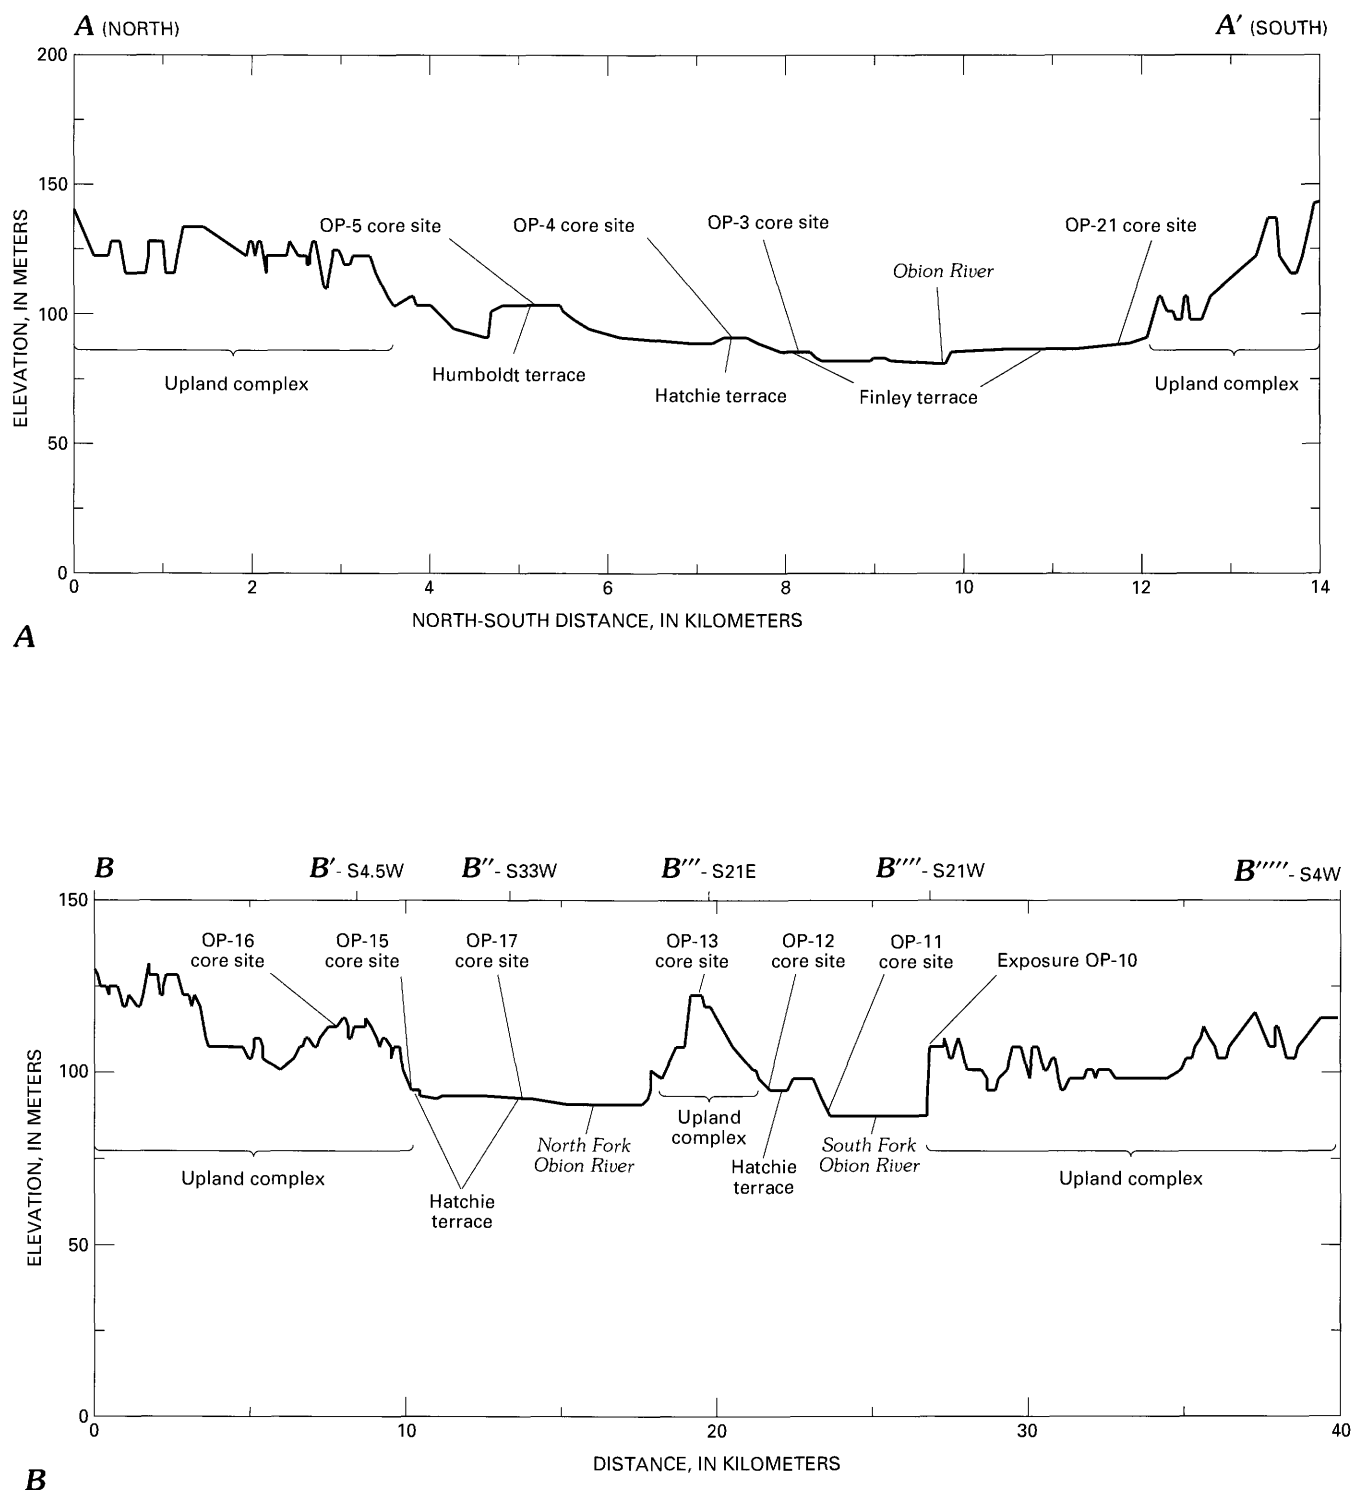 A (NORTH)
A′ (SOUTH)
200
150
100
50
0
ELEVATION, IN METERS
OP-5 core site
OP-4 core site
OP-3 core site
OP-21 core site
Obion River
Upland complex
Humboldt terrace
Hatchie terrace
Finley terrace
Upland complex
0 2 4 6 8 10 12 14
NORTH-SOUTH DISTANCE, IN KILOMETERS
A
B
B′- S4.5W
B′′- S33W
B′′′- S21E
B′′′′- S21W
B′′′′′- S4W
150
100
50
0
ELEVATION, IN METERS
OP-16
core site
OP-15
core site
OP-17
core site
OP-13
core site
OP-12
core site
OP-11
core site
Exposure OP-10
Upland complex
Hatchie
terrace
North Fork
Obion River
Upland
complex
Hatchie
terrace
South Fork
Obion River
Upland complex
0 10 20 30 40
DISTANCE, IN KILOMETERS
B